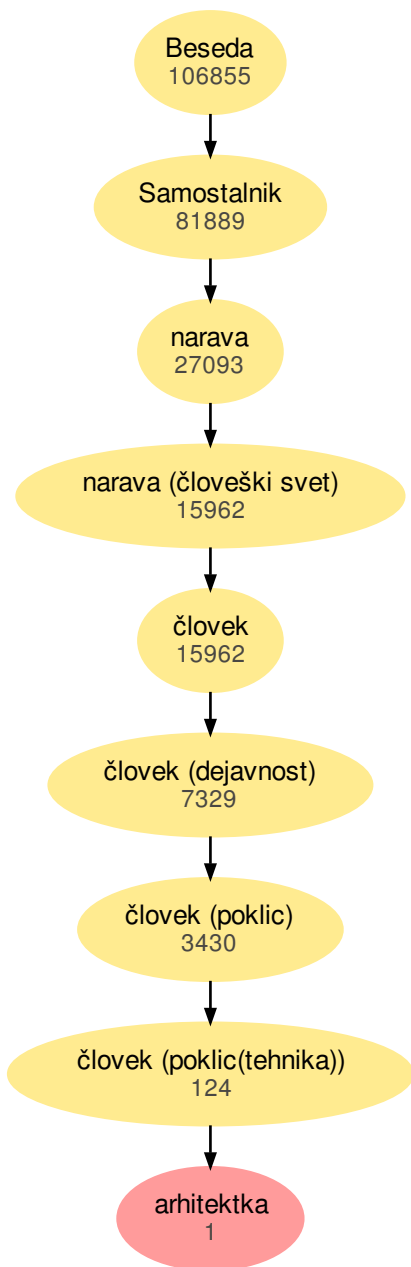 Beseda
106855
Samostalnik
81889
narava
27093
narava (človeški svet)
15962
človek
15962
človek (dejavnost)
7329
človek (poklic)
3430
človek (poklic(tehnika))
124
arhitektka
1